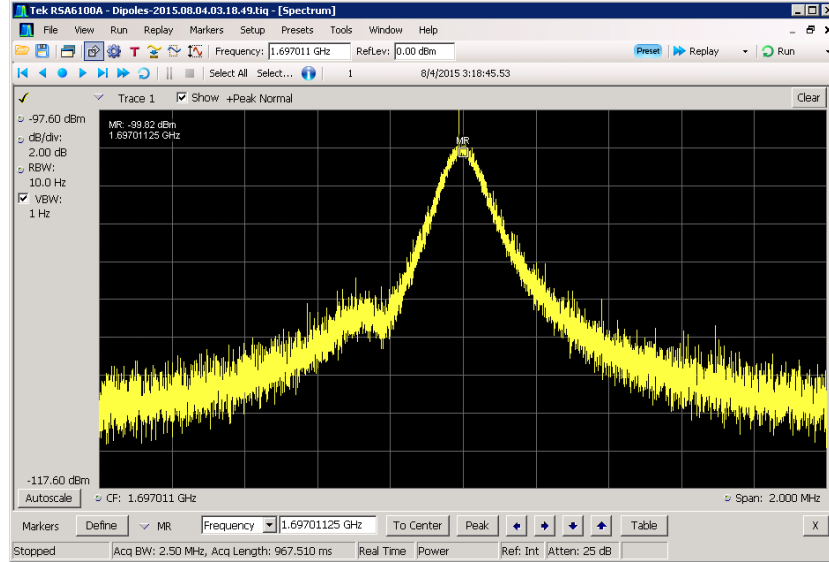 Tek RSA6100A - Dipoles-2015.08.04.03.18.49.tiq - [Spectrum]
File View Run Replay Markers Setup Presets Tools Window Help
T Frequency: 1.697011 GHz RefLev: 0.00 dBm Preset Replay Run
Select All Select... 1 8/4/2015 3:18:45.53
Trace 1 Show +Peak Normal Clear
-97.60 dBm
MR: -99.82 dBm
1.69701125 GHz
dB/div:
2.00 dB
RBW:
10.0 Hz
VBW:
1 Hz
MR
-117.60 dBm
Autoscale CF: 1.697011 GHz Span: 2.000 MHz
Markers Define MR Frequency 1.69701125 GHz To Center Peak Table X
Stopped Acq BW: 2.50 MHz, Acq Length: 967.510 ms Real Time Power Ref: Int Atten: 25 dB